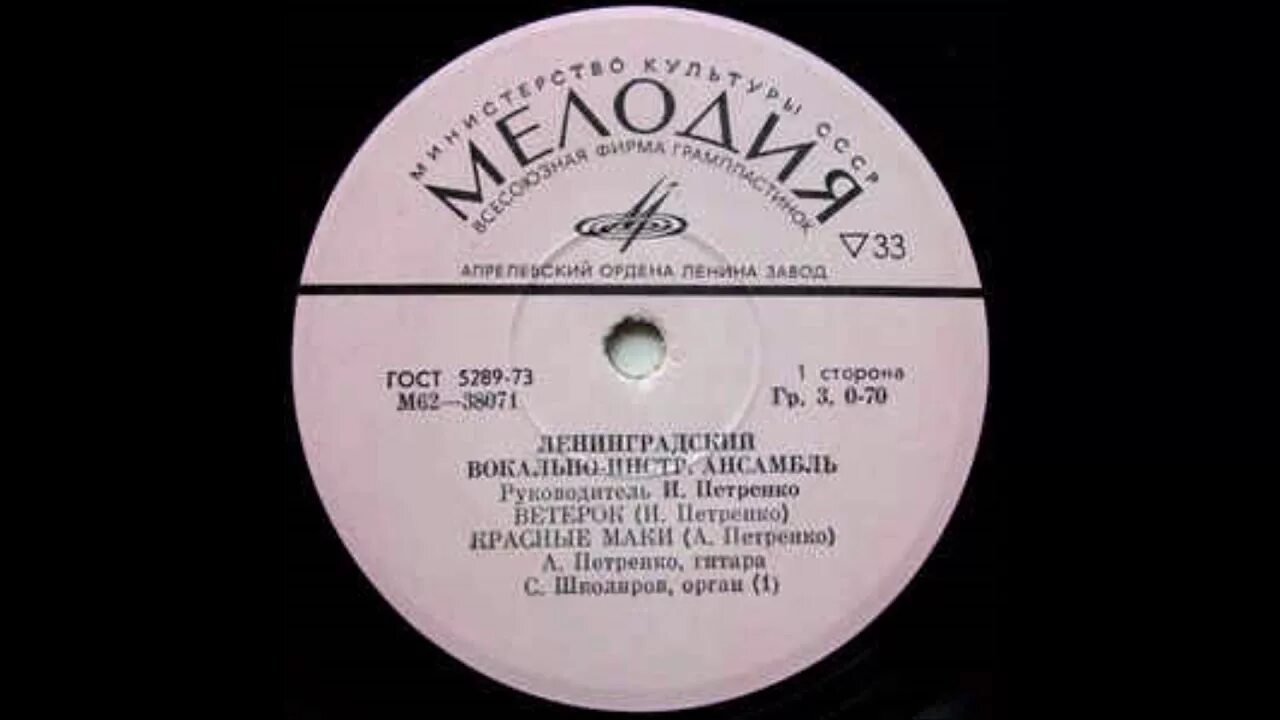 МИНИСТЕРСТВО КУЛЬТУРЫ СССР
МЕЛОДИЯ
ВСЕСОЮЗНАЯ ФИРМА ГРАМПЛАСТИНОК
▽33
АПРЕЛЕВСКИЙ ОРДЕНА ЛЕНИНА ЗАВОД
ГОСТ 5289-73
М62—38071
1 сторона
Гр. 3. 0-70
ЛЕНИНГРАДСКИЙ
ВОКАЛЬНО-ИНСТР. АНСАМБЛЬ
Руководитель И. Петренко
ВЕТЕРОК (И. Петренко)
КРАСНЫЕ МАКИ (А. Петренко)
А. Петренко, гитара
С. Школяров, орган (1)